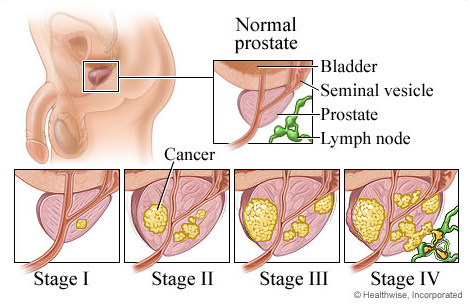 Normal
prostate
Bladder
Seminal vesicle
Prostate
Lymph node
Cancer
Stage I
Stage II
Stage III
Stage IV
© Healthwise, Incorporated